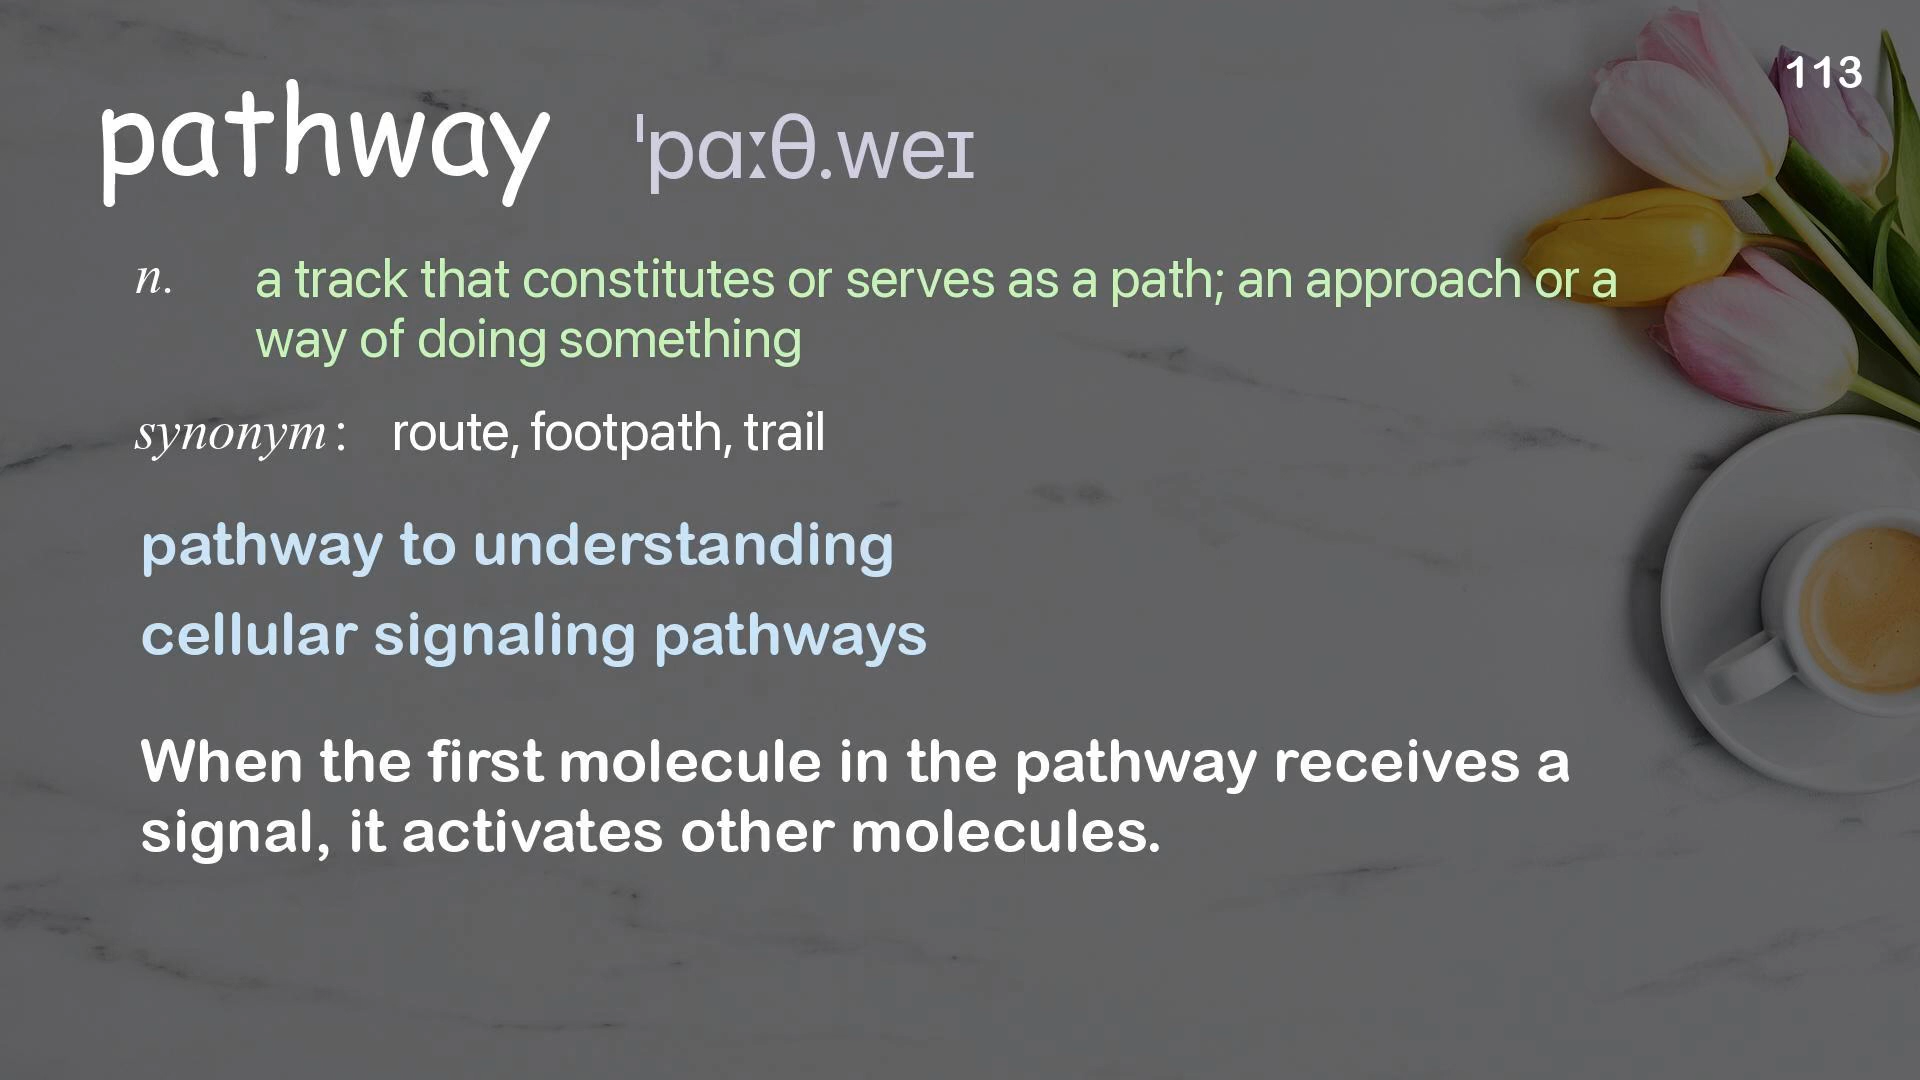 113
pathway ˈpɑːθ.weɪ
n. a track that constitutes or serves as a path; an approach or a
way of doing something
synonym: route, footpath, trail
pathway to understanding
cellular signaling pathways
When the first molecule in the pathway receives a
signal, it activates other molecules.